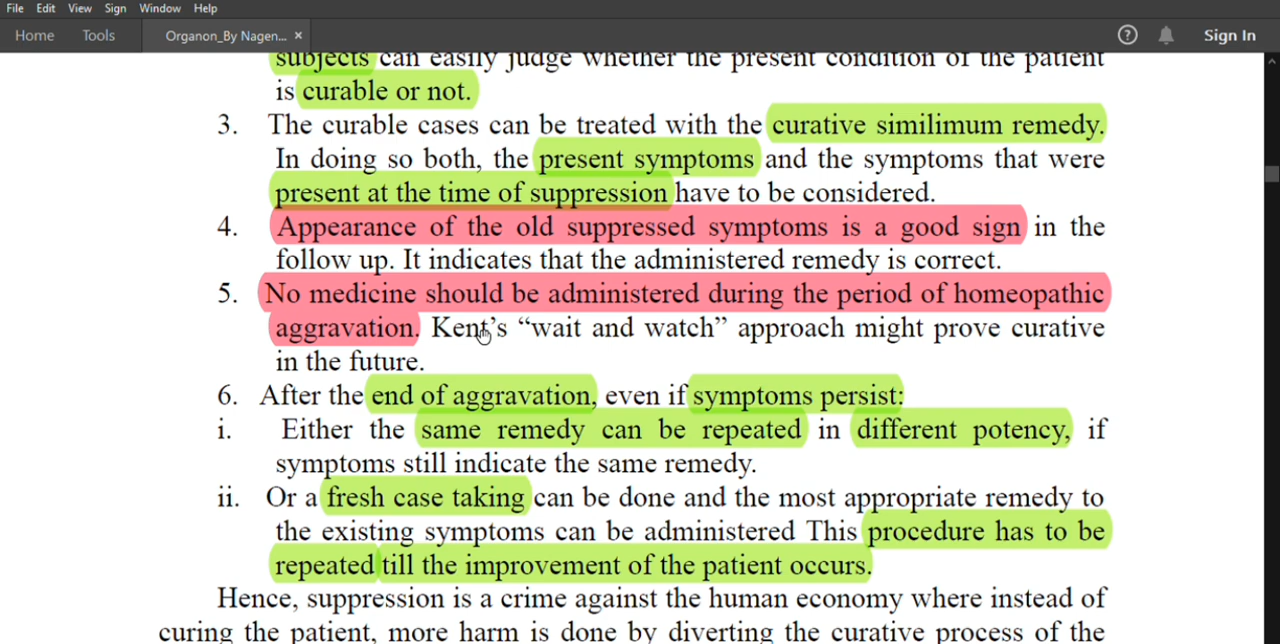 File Edit View Sign Window Help
Home Tools Organon_By Nagen... × ? Sign In
subjects can easily judge whether the present condition of the patient
is curable or not.
3. The curable cases can be treated with the curative similimum remedy.
In doing so both, the present symptoms and the symptoms that were
present at the time of suppression have to be considered.
4. Appearance of the old suppressed symptoms is a good sign in the
follow up. It indicates that the administered remedy is correct.
5. No medicine should be administered during the period of homeopathic
aggravation. Kent's “wait and watch” approach might prove curative
in the future.
6. After the end of aggravation, even if symptoms persist:
i. Either the same remedy can be repeated in different potency, if
symptoms still indicate the same remedy.
ii. Or a fresh case taking can be done and the most appropriate remedy to
the existing symptoms can be administered This procedure has to be
repeated till the improvement of the patient occurs.
Hence, suppression is a crime against the human economy where instead of
curing the patient, more harm is done by diverting the curative process of the